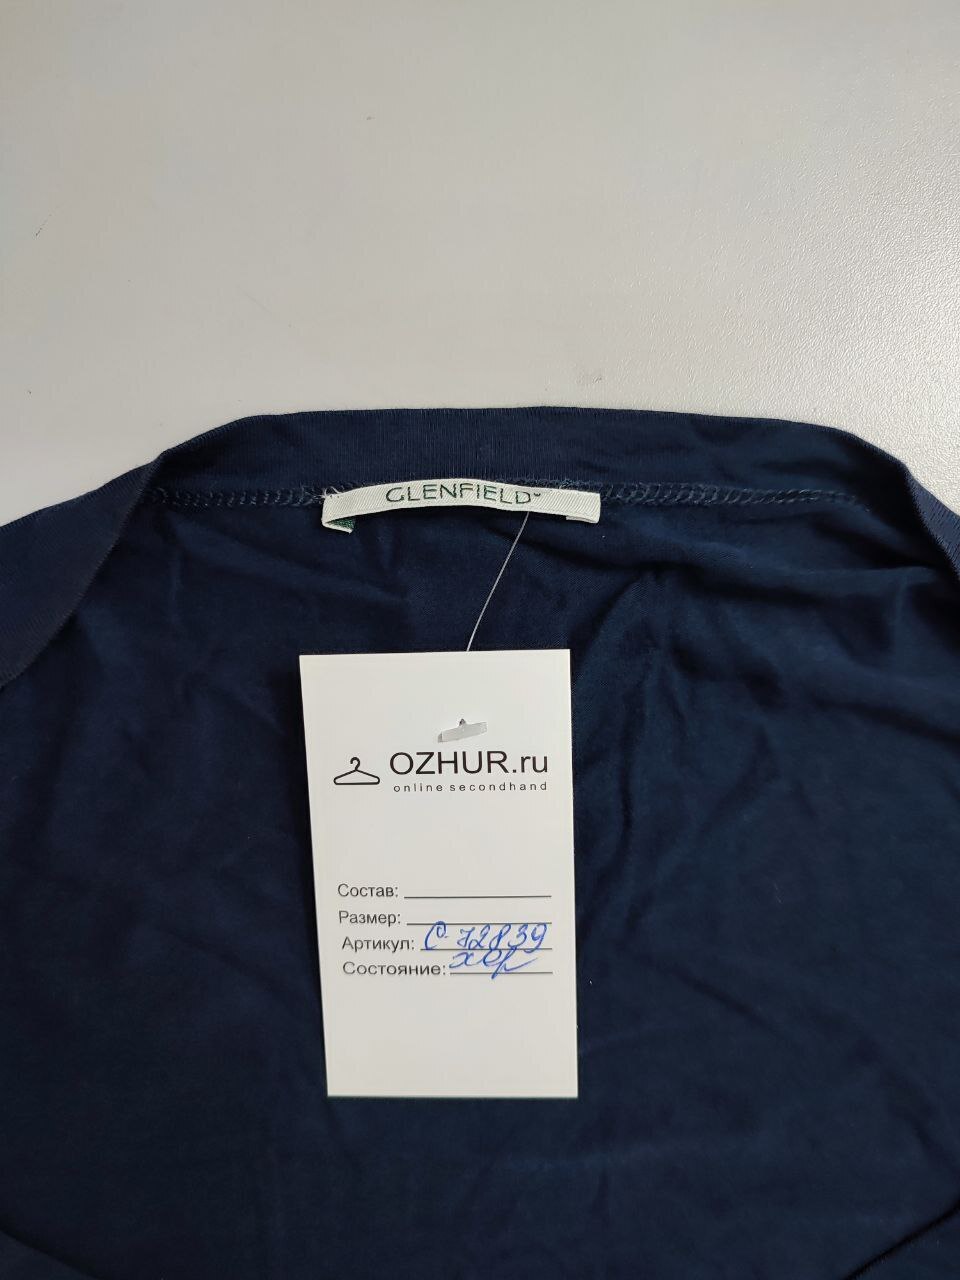 GLENFIELD
OZHUR.ru
online secondhand
Состав:
Размер:
Артикул: С 72839
Состояние: хор